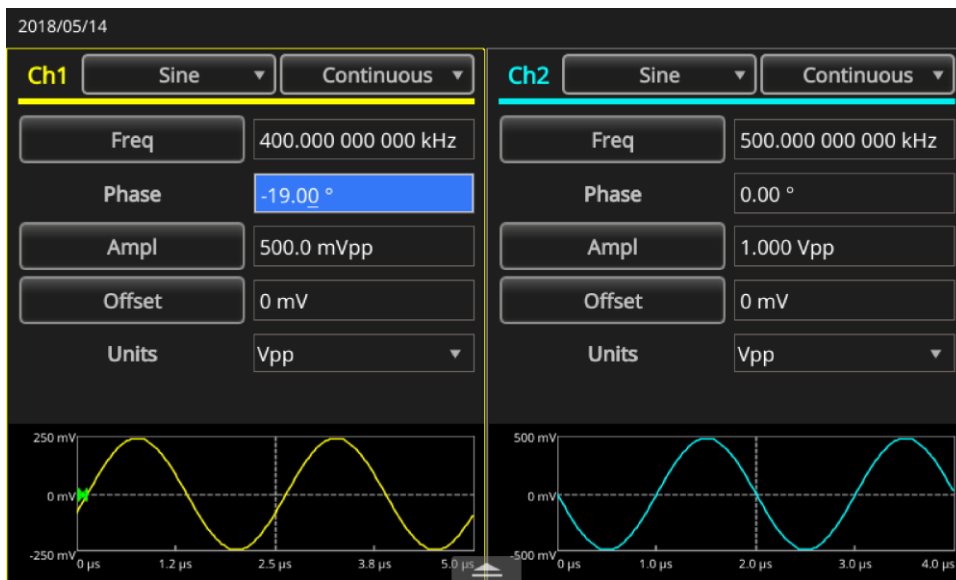 2018/05/14
Ch1 Sine Continuous
Freq 400.000 000 000 kHz
Phase -19.00 °
Ampl 500.0 mVpp
Offset 0 mV
Units Vpp
250 mV
0 mV
-250 mV
0 µs 1.2 µs 2.5 µs 3.8 µs 5.0 µs
Ch2 Sine Continuous
Freq 500.000 000 000 kHz
Phase 0.00 °
Ampl 1.000 Vpp
Offset 0 mV
Units Vpp
500 mV
0 mV
-500 mV
0 µs 1.0 µs 2.0 µs 3.0 µs 4.0 µs